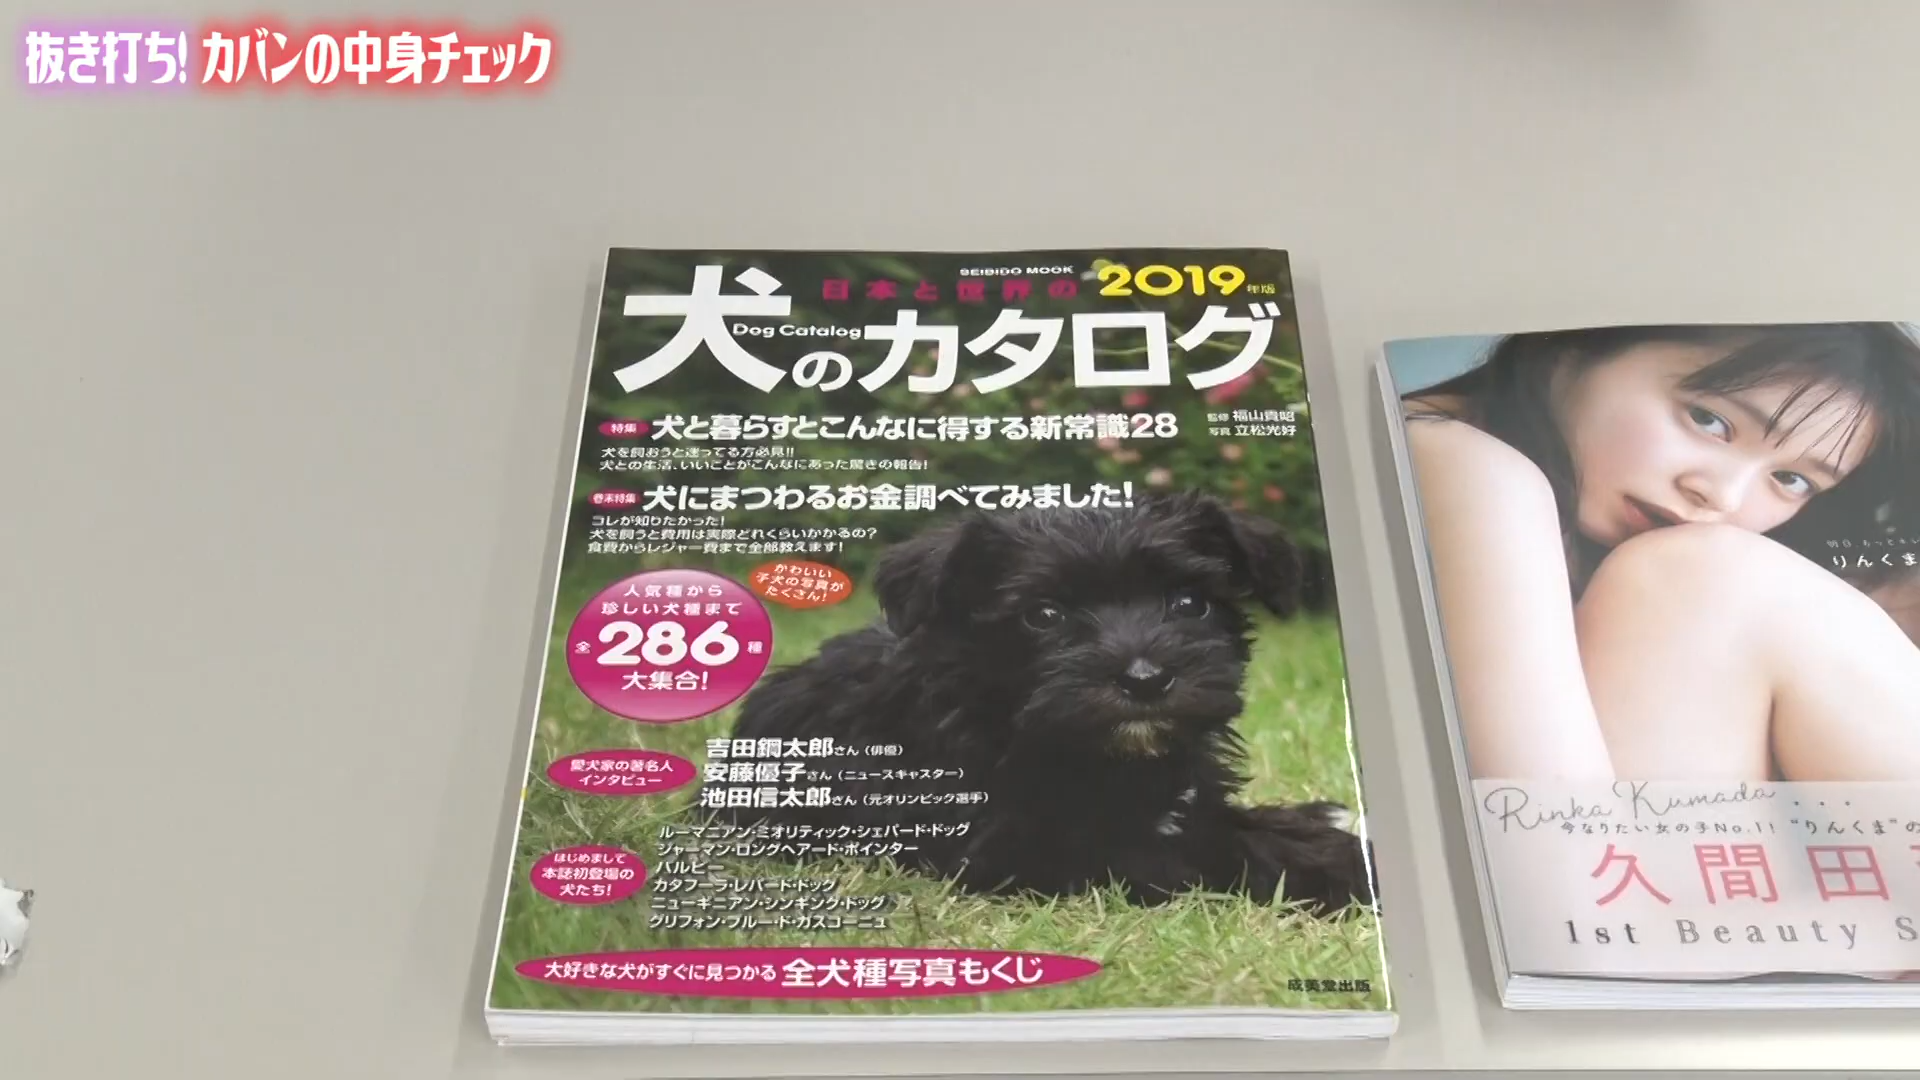 抜き打ち!カバンの中身チェック
SEIBIDO MOOK
日本と世界の
2019年版
犬のカタログ
Dog Catalog
特集 犬と暮らすとこんなに得する新常識28
監修 福山貴昭
写真 立松光好
犬を飼おうと迷ってる方必見!!
犬との生活、いいことがこんなにあった驚きの報告!
巻末特集 犬にまつわるお金調べてみました!
コレが知りたかった!
犬を飼うと費用は実際どれくらいかかるの?
食費からレジャー費まで全部教えます!
かわいい
子犬の写真が
たくさん!
人気種から
珍しい犬種まで
全286種
大集合!
愛犬家の著名人
インタビュー
吉田鋼太郎さん(俳優)
安藤優子さん(ニュースキャスター)
池田信太郎さん(元オリンピック選手)
はじめまして
本誌初登場の
犬たち!
ルーマニアン・ミオリティック・シェパード・ドッグ
ジャーマン・ロングヘアード・ポインター
バルビー
カタフーラ・レパード・ドッグ
ニューギニアン・シンギング・ドッグ
グリフォン・ブルー・ド・ガスコーニュ
大好きな犬がすぐに見つかる 全犬種写真もくじ
成美堂出版
りんくま
Rinka Kumada...
今なりたい女の子No.1! "りんくま"の
久間田
1st Beauty S